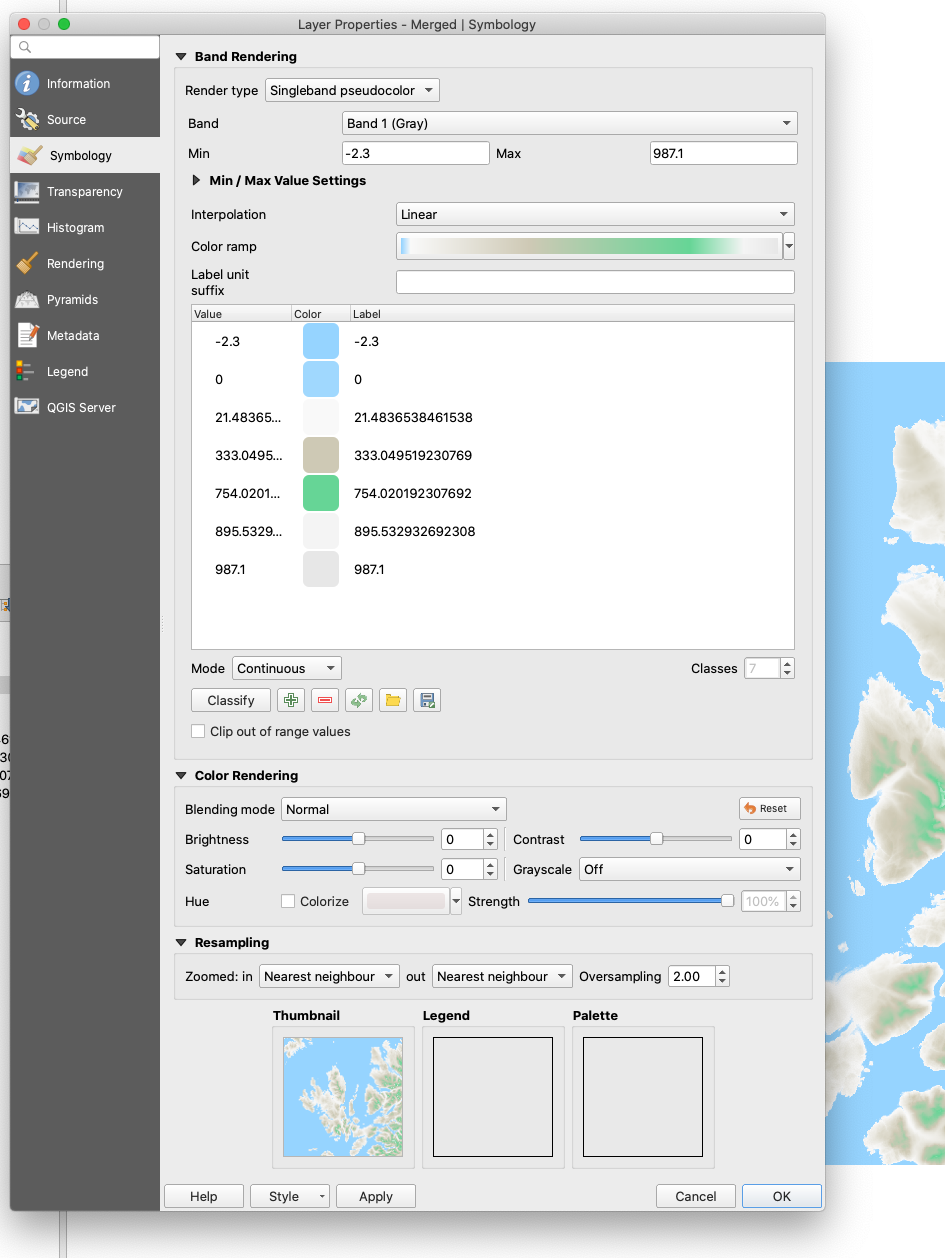 Layer Properties - Merged | Symbology
Information
Source
Symbology
Transparency
Histogram
Rendering
Pyramids
Metadata
Legend
QGIS Server
Band Rendering
Render type Singleband pseudocolor
Band Band 1 (Gray)
Min -2.3 Max 987.1
Min / Max Value Settings
Interpolation Linear
Color ramp
Label unit
suffix
Value Color Label
-2.3 -2.3
0 0
21.48365... 21.4836538461538
333.0495... 333.049519230769
754.0201... 754.020192307692
895.5329... 895.532932692308
987.1 987.1
Mode Continuous Classes 7
Classify
Clip out of range values
Color Rendering
Blending mode Normal Reset
Brightness 0 Contrast 0
Saturation 0 Grayscale Off
Hue Colorize Strength 100%
Resampling
Zoomed: in Nearest neighbour out Nearest neighbour Oversampling 2.00
Thumbnail Legend Palette
Help Style Apply Cancel OK